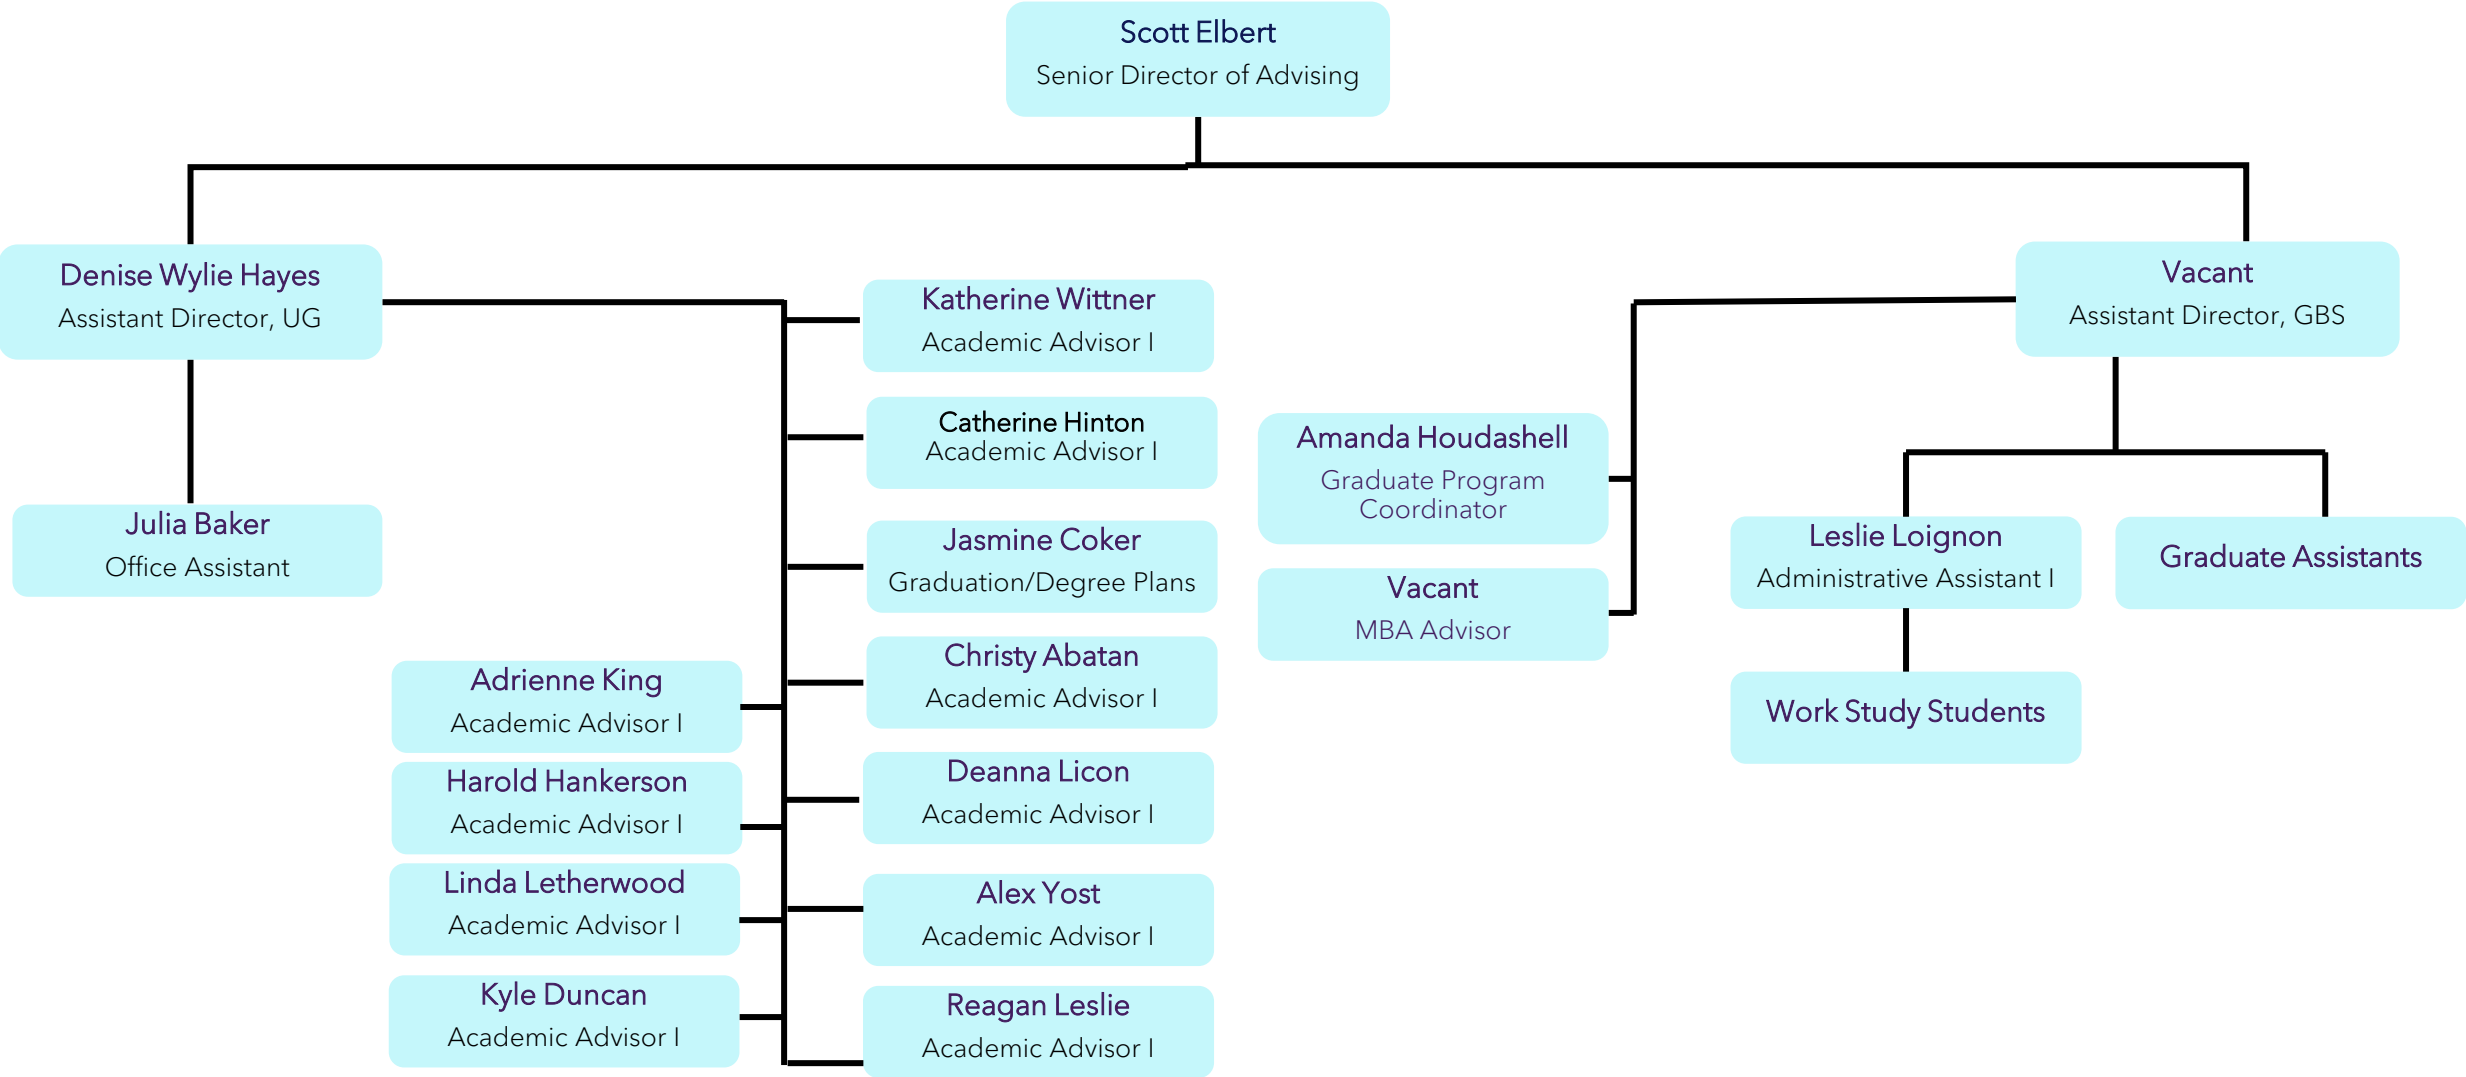 Scott Elbert
Senior Director of Advising
Denise Wylie Hayes
Assistant Director, UG
Julia Baker
Office Assistant
Katherine Wittner
Academic Advisor I
Catherine Hinton
Academic Advisor I
Jasmine Coker
Graduation/Degree Plans
Christy Abatan
Academic Advisor I
Deanna Licon
Academic Advisor I
Alex Yost
Academic Advisor I
Reagan Leslie
Academic Advisor I
Adrienne King
Academic Advisor I
Harold Hankerson
Academic Advisor I
Linda Letherwood
Academic Advisor I
Kyle Duncan
Academic Advisor I
Vacant
Assistant Director, GBS
Amanda Houdashell
Graduate Program
Coordinator
Vacant
MBA Advisor
Leslie Loignon
Administrative Assistant I
Graduate Assistants
Work Study Students